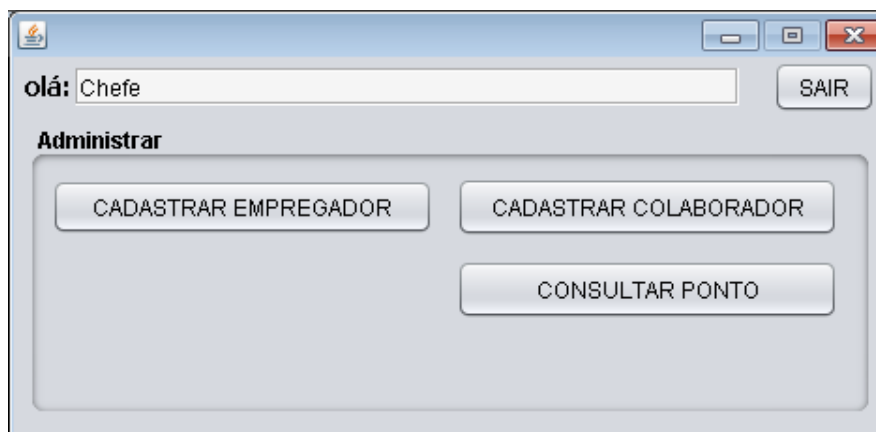 olá: Chefe SAIR
Administrar
CADASTRAR EMPREGADOR CADASTRAR COLABORADOR
CONSULTAR PONTO